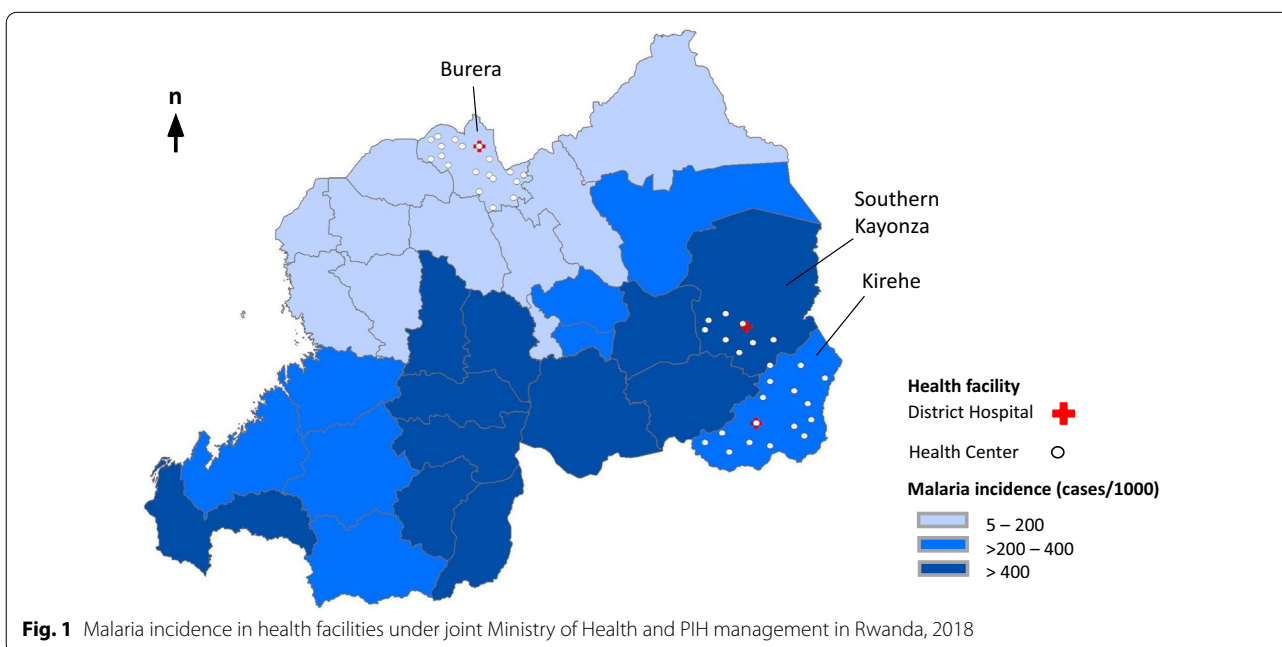 Burera
n
Southern
Kayonza
Kirehe
Health facility
District Hospital
Health Center
Malaria incidence (cases/1000)
5 – 200
>200 – 400
> 400
Fig. 1 Malaria incidence in health facilities under joint Ministry of Health and PIH management in Rwanda, 2018